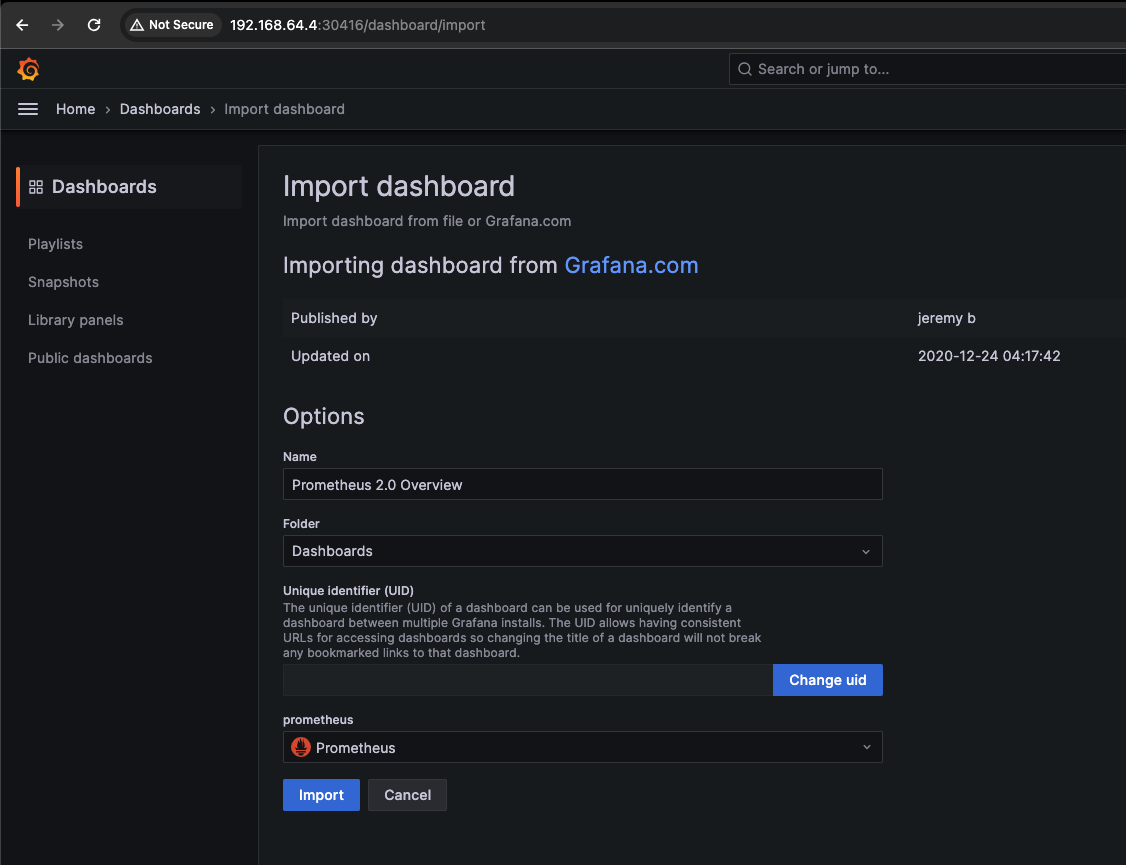 Not Secure 192.168.64.4:30416/dashboard/import
Search or jump to...
Home › Dashboards › Import dashboard
Dashboards
Playlists
Snapshots
Library panels
Public dashboards
Import dashboard
Import dashboard from file or Grafana.com
Importing dashboard from Grafana.com
Published by jeremy b
Updated on 2020-12-24 04:17:42
Options
Name
Prometheus 2.0 Overview
Folder
Dashboards
Unique identifier (UID)
The unique identifier (UID) of a dashboard can be used for uniquely identify a
dashboard between multiple Grafana installs. The UID allows having consistent
URLs for accessing dashboards so changing the title of a dashboard will not break
any bookmarked links to that dashboard.
Change uid
prometheus
Prometheus
Import Cancel